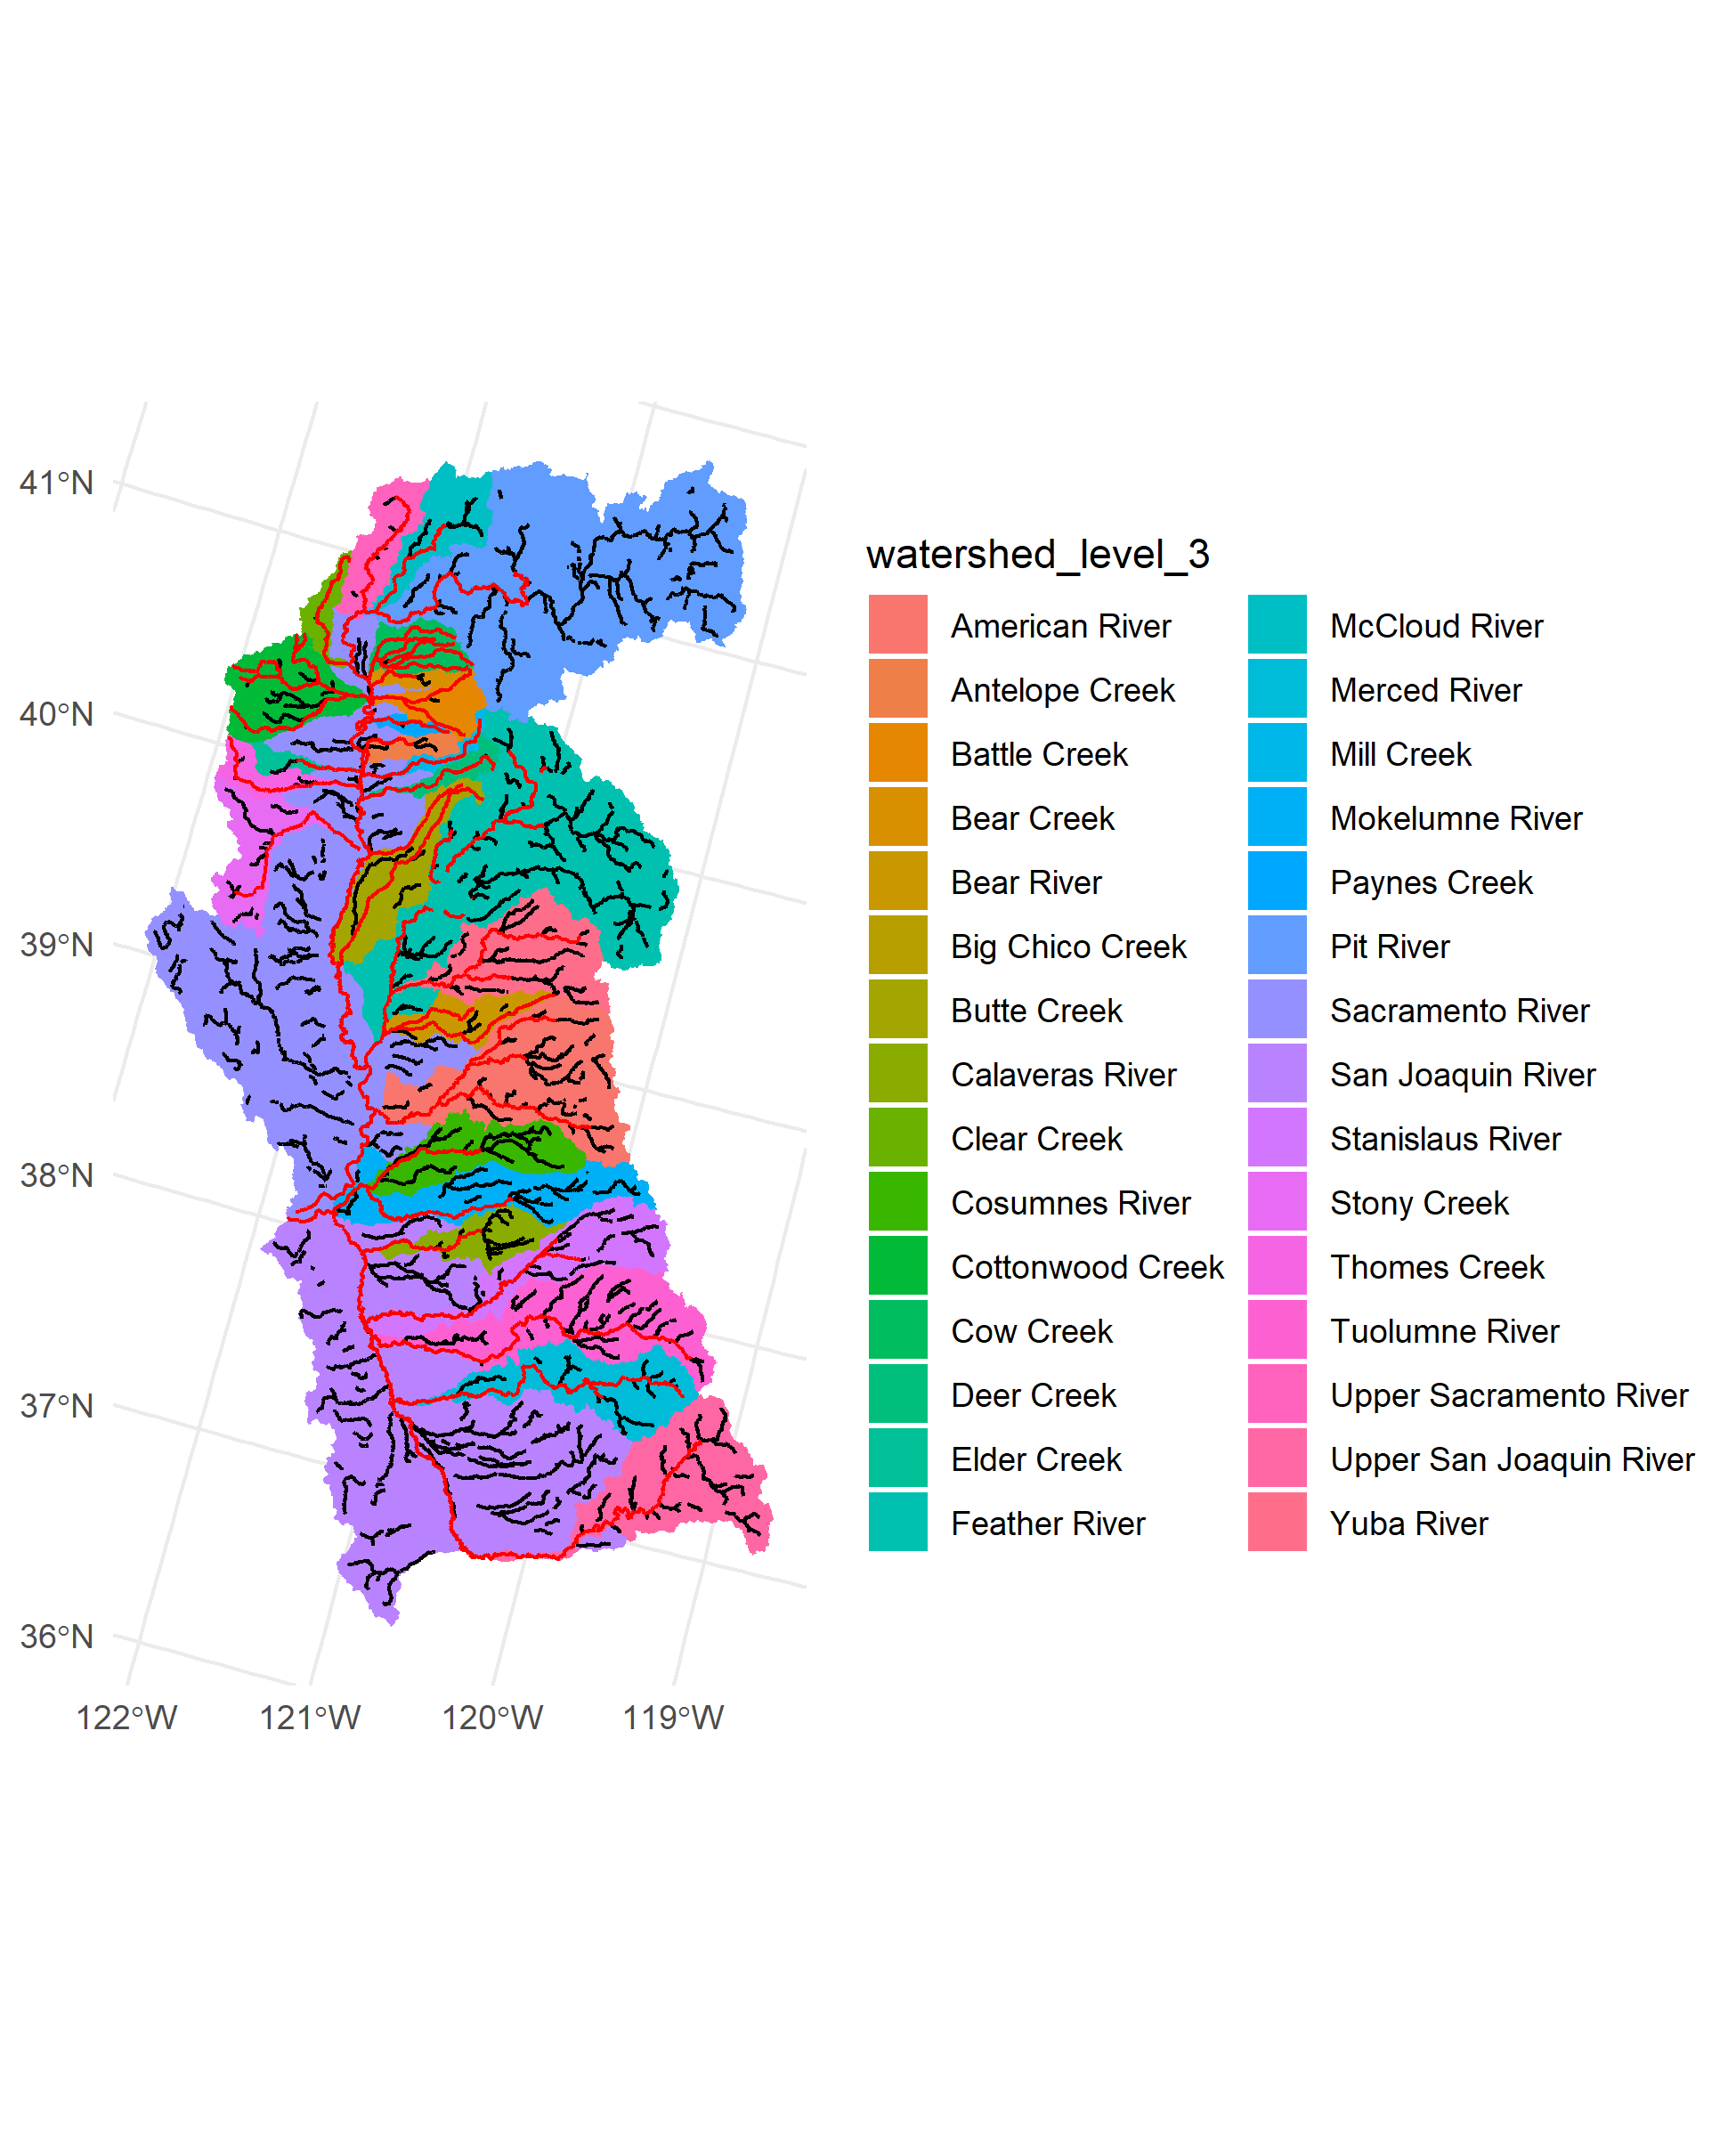 41°N
40°N
39°N
38°N
37°N
36°N
122°W
121°W
120°W
119°W
watershed_level_3
American River
Antelope Creek
Battle Creek
Bear Creek
Bear River
Big Chico Creek
Butte Creek
Calaveras River
Clear Creek
Cosumnes River
Cottonwood Creek
Cow Creek
Deer Creek
Elder Creek
Feather River
McCloud River
Merced River
Mill Creek
Mokelumne River
Paynes Creek
Pit River
Sacramento River
San Joaquin River
Stanislaus River
Stony Creek
Thomes Creek
Tuolumne River
Upper Sacramento River
Upper San Joaquin River
Yuba River